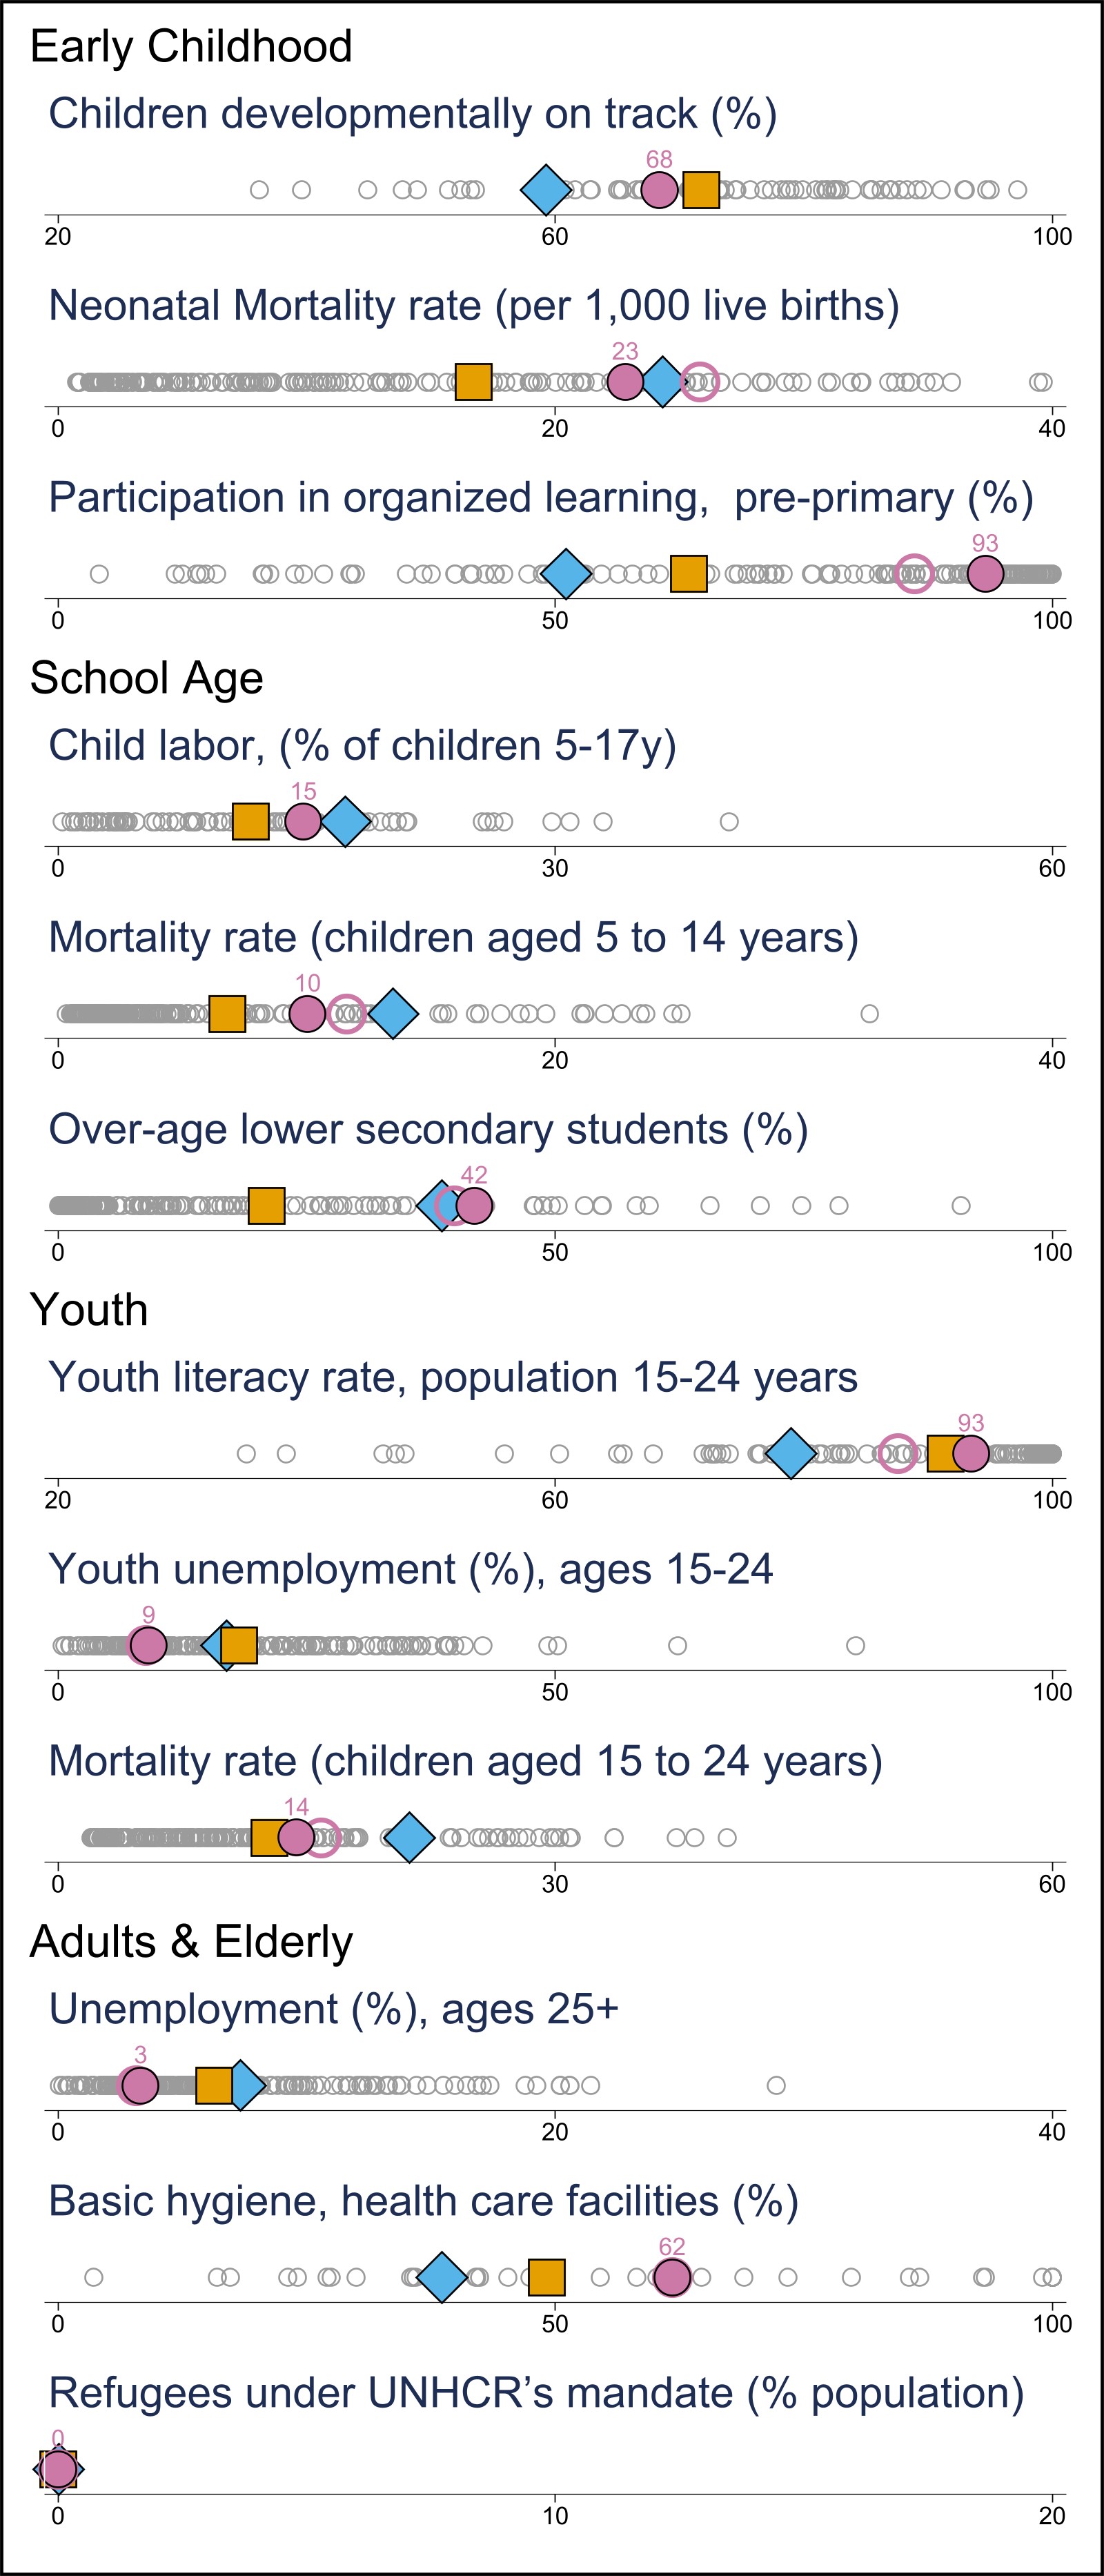 Early Childhood
Children developmentally on track (%)
68
20 60 100
Neonatal Mortality rate (per 1,000 live births)
23
0 20 40
Participation in organized learning,  pre-primary (%)
93
0 50 100
School Age
Child labor, (% of children 5-17y)
15
0 30 60
Mortality rate (children aged 5 to 14 years)
10
0 20 40
Over-age lower secondary students (%)
42
0 50 100
Youth
Youth literacy rate, population 15-24 years
93
20 60 100
Youth unemployment (%), ages 15-24
9
0 50 100
Mortality rate (children aged 15 to 24 years)
14
0 30 60
Adults & Elderly
Unemployment (%), ages 25+
3
0 20 40
Basic hygiene, health care facilities (%)
62
0 50 100
Refugees under UNHCR’s mandate (% population)
0
0 10 20